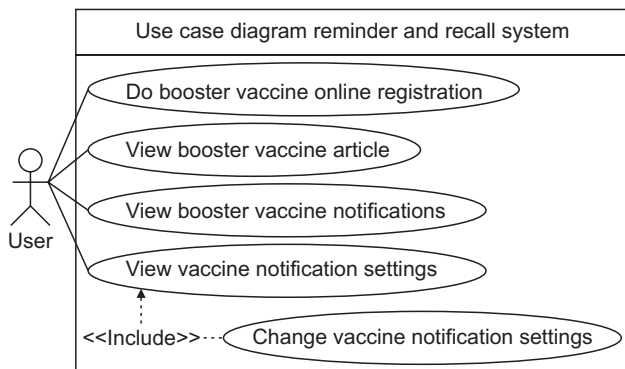 Use case diagram reminder and recall system
Do booster vaccine online registration
View booster vaccine article
View booster vaccine notifications
User
View vaccine notification settings
<<Include>>
Change vaccine notification settings